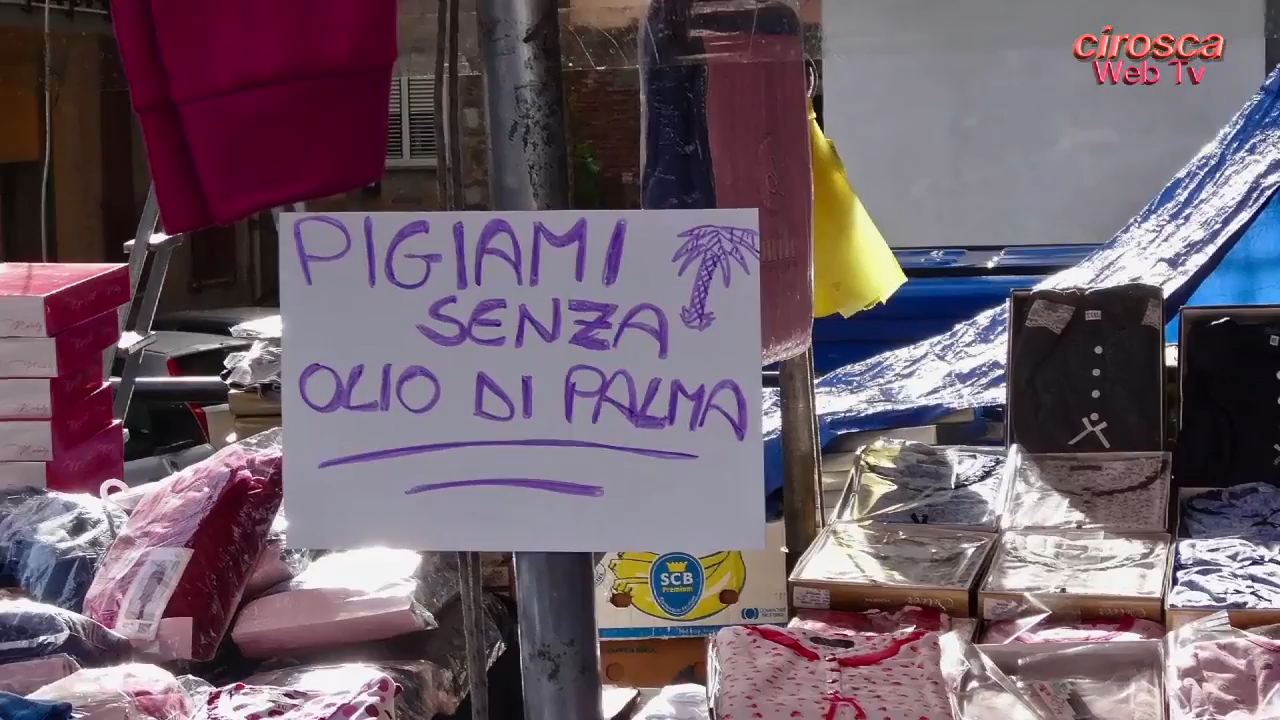 cirosca
Web Tv
PIGIAMI
SENZA
OLIO DI PALMA
SCB
Premium